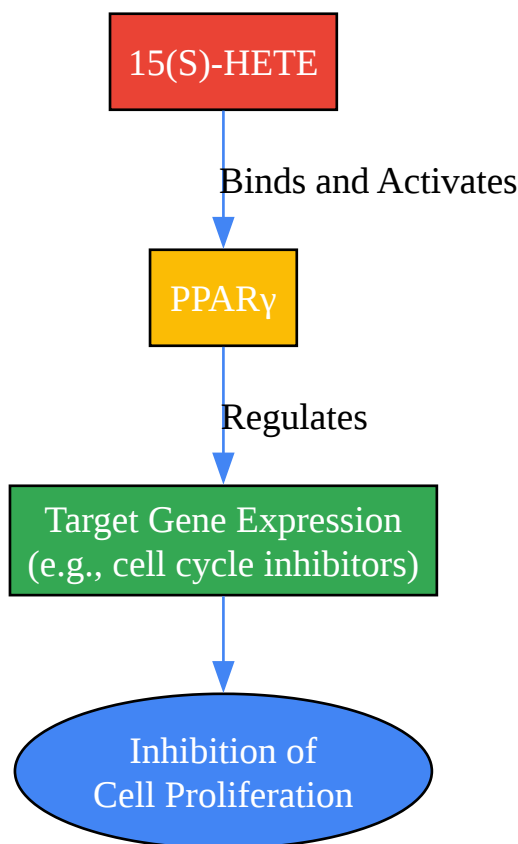 15(S)-HETE
Binds and Activates
PPARγ
Regulates
Target Gene Expression
(e.g., cell cycle inhibitors)
Inhibition of
Cell Proliferation